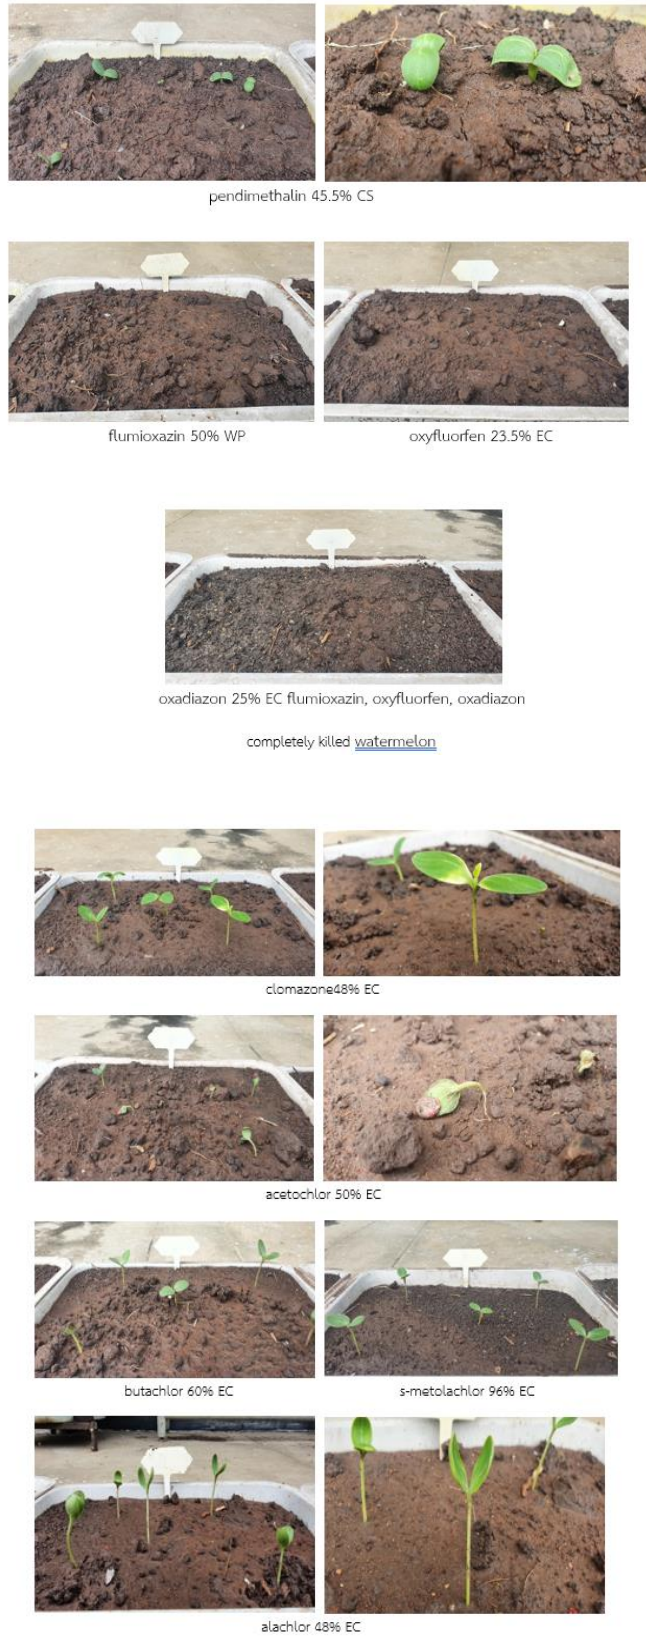 pendimethalin 45.5% CS
flumioxazin 50% WP
oxyfluorfen 23.5% EC
oxadiazon 25% EC flumioxazin, oxyfluorfen, oxadiazon
completely killed watermelon
clomazone48% EC
acetochlor 50% EC
butachlor 60% EC
s-metolachlor 96% EC
alachlor 48% EC